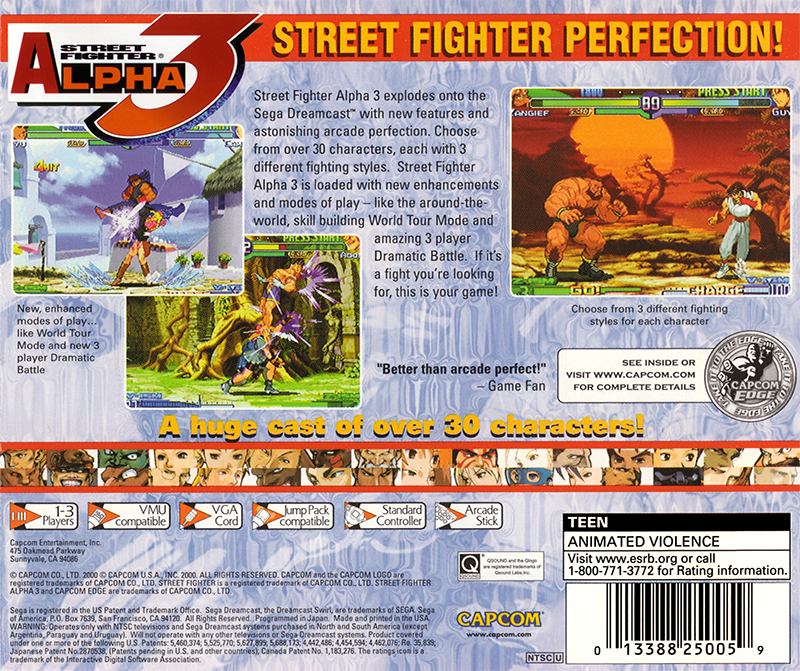 STREET FIGHTER®
ALPHA 3
STREET FIGHTER PERFECTION!
Street Fighter Alpha 3 explodes onto the
Sega Dreamcast™ with new features and
astonishing arcade perfection. Choose
from over 30 characters, each with 3
different fighting styles. Street Fighter
Alpha 3 is loaded with new enhancements
and modes of play – like the around-the-
world, skill building World Tour Mode and
amazing 3 player
Dramatic Battle. If it's
a fight you're looking
for, this is your game!
PRESS START
89
ANGIEF
GUY
GO!
CHARGE
New, enhanced
modes of play...
like World Tour
Mode and new 3
player Dramatic
Battle
PRESS START
Choose from 3 different fighting
styles for each character
"Better than arcade perfect!"
– Game Fan
SEE INSIDE OR
VISIT WWW.CAPCOM.COM
FOR COMPLETE DETAILS
CAPCOM
EDGE
A huge cast of over 30 characters!
1-3
Players
VMU
compatible
VGA
Cord
Jump Pack
compatible
Standard
Controller
Arcade
Stick
Capcom Entertainment, Inc.
475 Oakmead Parkway
Sunnyvale, CA 94086
© CAPCOM CO., LTD. 2000 © CAPCOM U.S.A., INC. 2000. ALL RIGHTS RESERVED. CAPCOM and the CAPCOM LOGO are
registered trademarks of CAPCOM CO., LTD. STREET FIGHTER is a registered trademark of CAPCOM CO., LTD. STREET FIGHTER
ALPHA 3 and CAPCOM EDGE are trademarks of CAPCOM CO., LTD.
Sega is registered in the US Patent and Trademark Office. Sega Dreamcast, the Dreamcast Swirl, are trademarks of SEGA. Sega
of America, P.O. Box 7639, San Francisco, CA 94120. All Rights Reserved. Programmed in Japan. Made and printed in the USA.
WARNING: Operates only with NTSC televisions and Sega Dreamcast systems purchased in North and South America (except
Argentina, Paraguay and Uruguay). Will not operate with any other televisions or Sega Dreamcast systems. Product covered
under one or more of the following U.S. Patents: 5,460,374; 5,525,770; 5,627,895; 5,688,173; 4,442,486; 4,454,594; 4,462,076; Re. 35,839;
Japanese Patent No.2870538, (Patents pending in U.S. and other countries); Canada Patent No. 1,183,276. The ratings icon is a
trademark of the Interactive Digital Software Association.
Q
QSOUND
QSOUND and the Qlogo
are registered trademarks of
Qsound Labs, Inc.
CAPCOM®
www.capcom.com
NTSC U
TEEN
ANIMATED VIOLENCE
Visit www.esrb.org or call
1-800-771-3772 for Rating information.
0 13388 25005 9